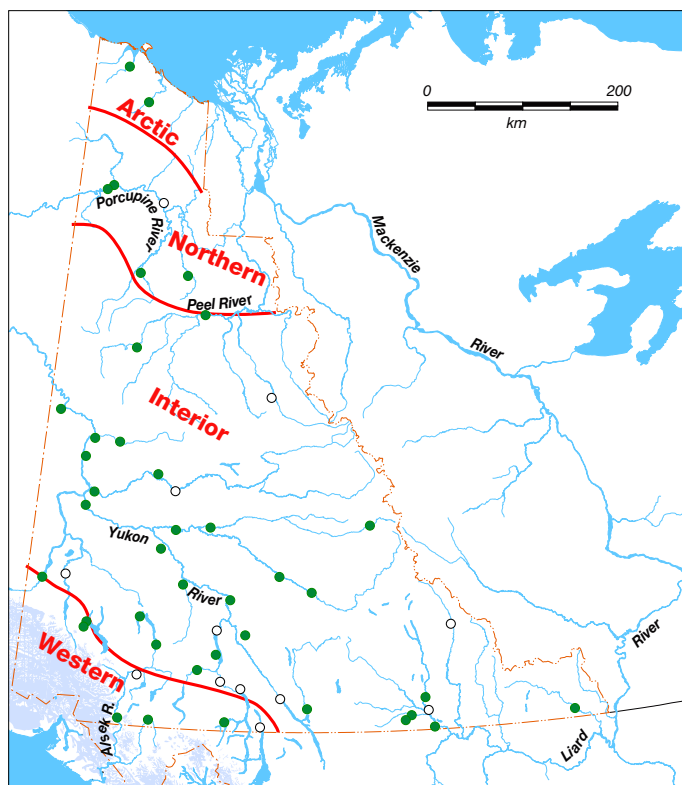 0 200
km
Arctic
Porcupine
River
Northern
Mackenzie
River
Peel River
Interior
Yukon
River
River
Western
Alsek R.
Liard